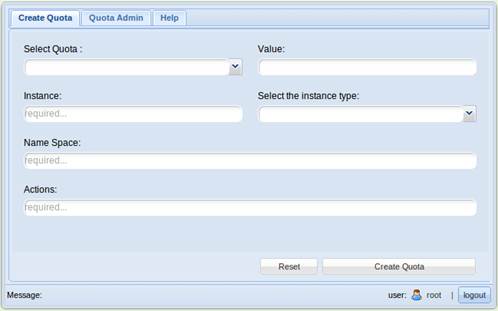 Create Quota Quota Admin Help
Select Quota : Value:
Instance: Select the instance type:
required...
Name Space:
required...
Actions:
required...
Reset Create Quota
Message: user: root | logout